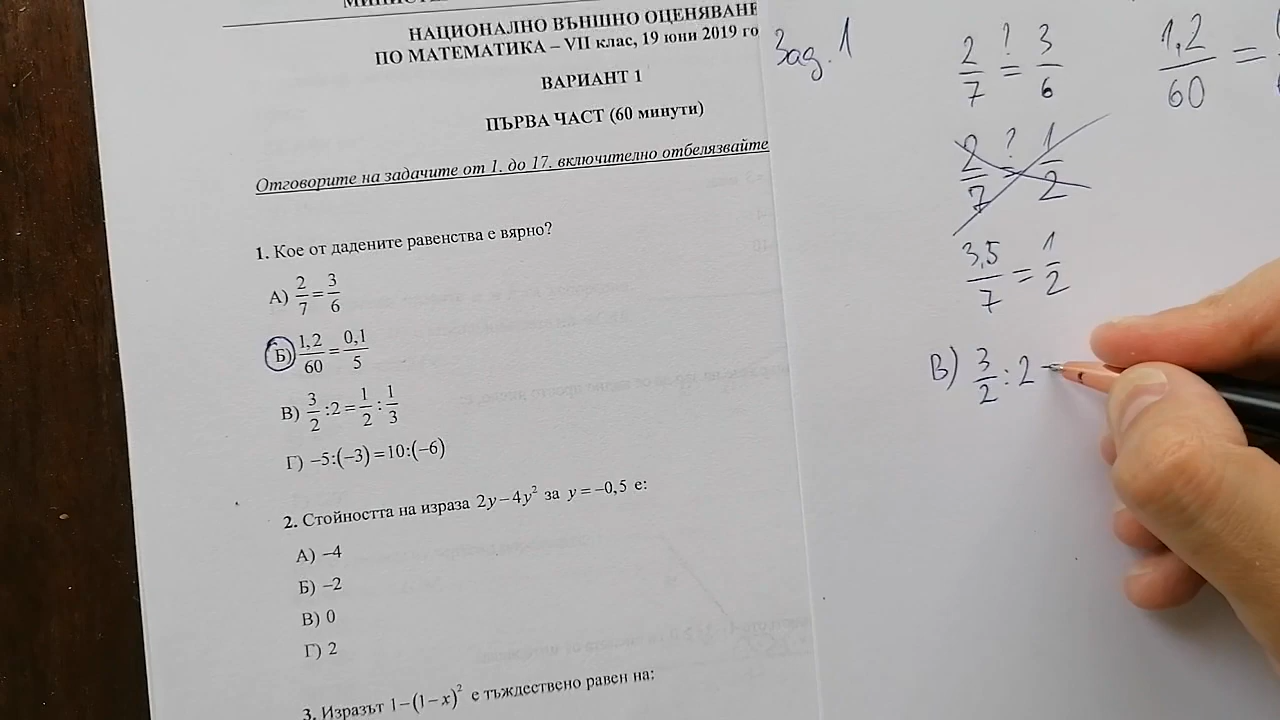 НАЦИОНАЛНО ВЪНШНО ОЦЕНЯВАНЕ
ПО МАТЕМАТИКА – VII клас, 19 юни 2019 го
ВАРИАНТ 1
ПЪРВА ЧАСТ (60 минути)
Отговорите на задачите от 1. до 17. включително отбелязвайте
1. Кое от дадените равенства е вярно?
А) 2/7 = 3/6
Б) 1,2/60 = 0,1/5
В) 3/2 : 2 = 1/2 : 1/3
Г) –5:(–3) = 10:(–6)
2. Стойността на израза 2y – 4y² за y = –0,5 е:
А) –4
Б) –2
В) 0
Г) 2
3. Изразът 1–(1–x)² е тъждествено равен на:
Зад. 1
2/7 ?= 3/6
2/7 ?= 1/2
3,5/7 = 1/2
В) 3/2 : 2
1,2/60 =